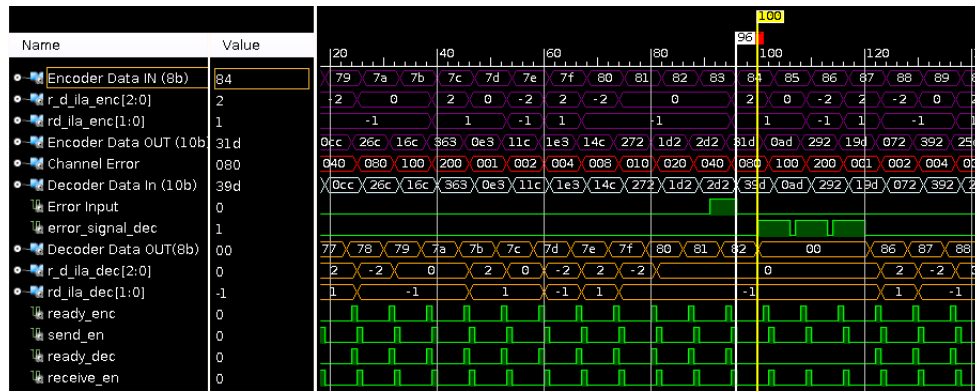 100
96
Name Value |20 |40 |60 |80 |100 |120
Encoder Data IN (8b) 84 79 7a 7b 7c 7d 7e 7f 80 81 82 83 84 85 86 87 88 89
r_d_ila_enc[2:0] 2 -2 0 2 0 -2 2 -2 0 2 0 -2 2 -2 0
rd_ila_enc[1:0] 1 -1 1 -1 1 -1 1 -1 1 -1
Encoder Data OUT (10b) 31d 0cc 26c 16c 363 0e3 11c 1e3 14c 272 1d2 2d2 31d 0ad 292 19d 072 392 25
Channel Error 080 040 080 100 200 001 002 004 008 010 020 040 080 100 200 001 002 004
Decoder Data In (10b) 39d 0cc 26c 16c 363 0e3 11c 1e3 14c 272 1d2 2d2 39d 0ad 292 19d 072 392
Error Input 0
error_signal_dec 1
Decoder Data OUT(8b) 00 77 78 79 7a 7b 7c 7d 7e 7f 80 81 82 00 86 87 88
r_d_ila_dec[2:0] 0 2 -2 0 2 0 -2 2 -2 0 2 -2
rd_ila_dec[1:0] -1 1 -1 1 -1 1 -1 1 -1
ready_enc 0
send_en 0
ready_dec 0
receive_en 0